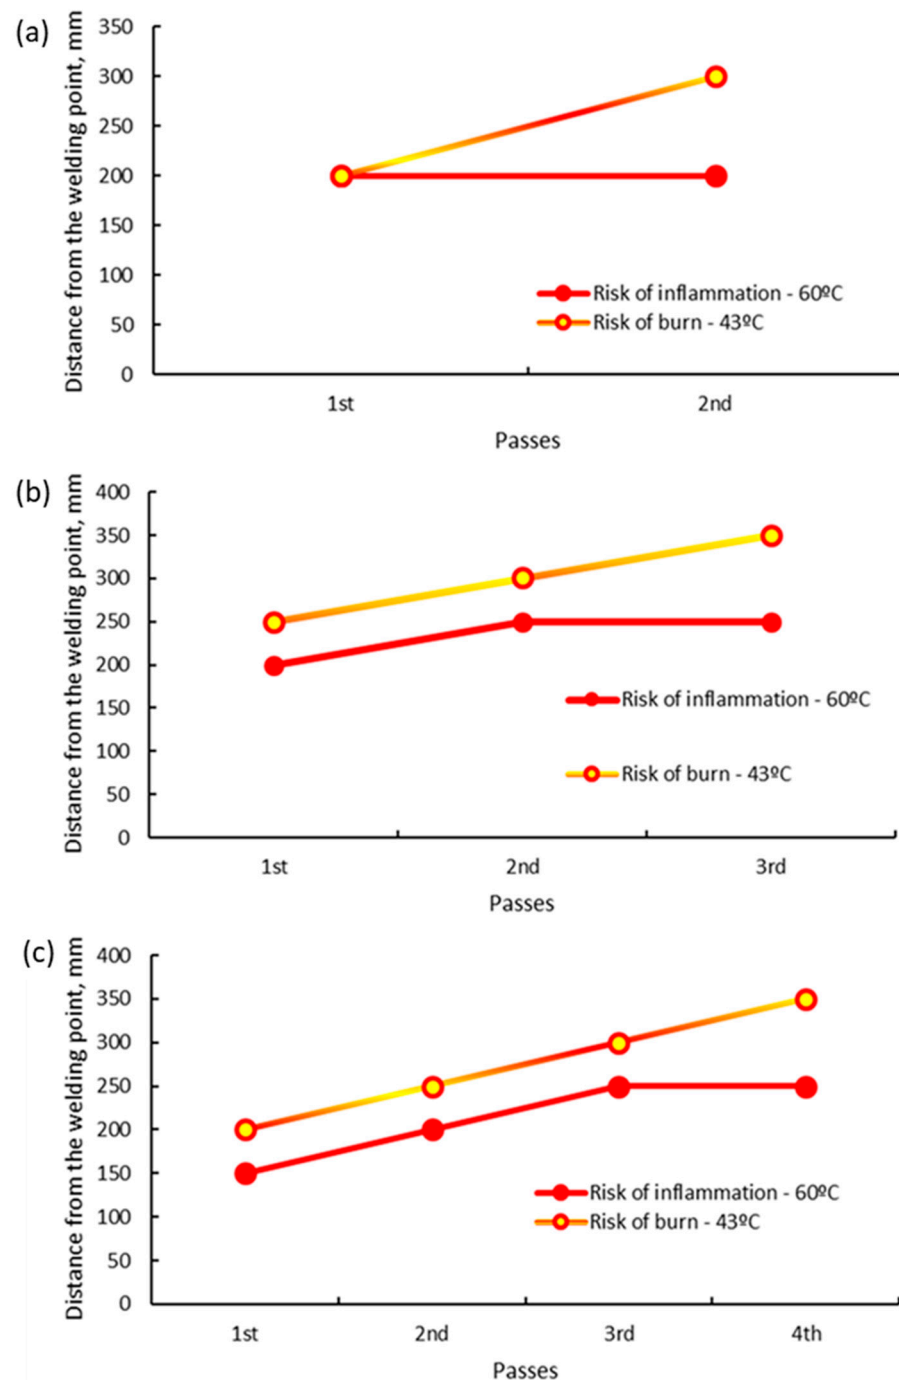 (a)
Distance from the welding point, mm
350
300
250
200
150
100
50
0
Risk of inflammation - 60ºC
Risk of burn - 43ºC
1st
2nd
Passes
(b)
Distance from the welding point, mm
400
350
300
250
200
150
100
50
0
Risk of inflammation - 60ºC
Risk of burn - 43ºC
1st
2nd
3rd
Passes
(c)
Distance from the welding point, mm
400
350
300
250
200
150
100
50
0
Risk of inflammation - 60ºC
Risk of burn - 43ºC
1st
2nd
3rd
4th
Passes